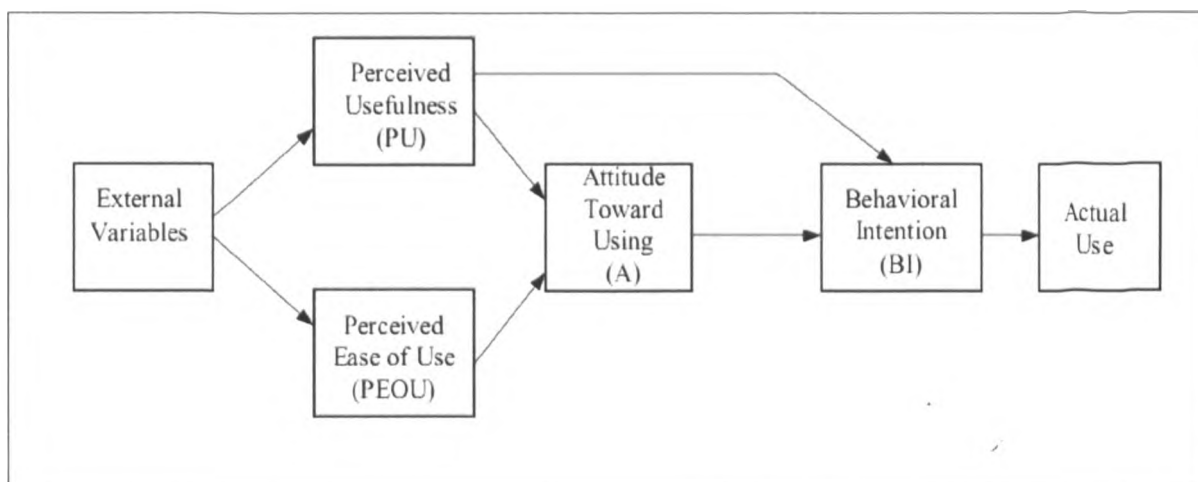 Perceived
Usefulness
(PU)
External
Variables
Attitude
Toward
Using
(A)
Behavioral
Intention
(BI)
Actual
Use
Perceived
Ease of Use
(PEOU)